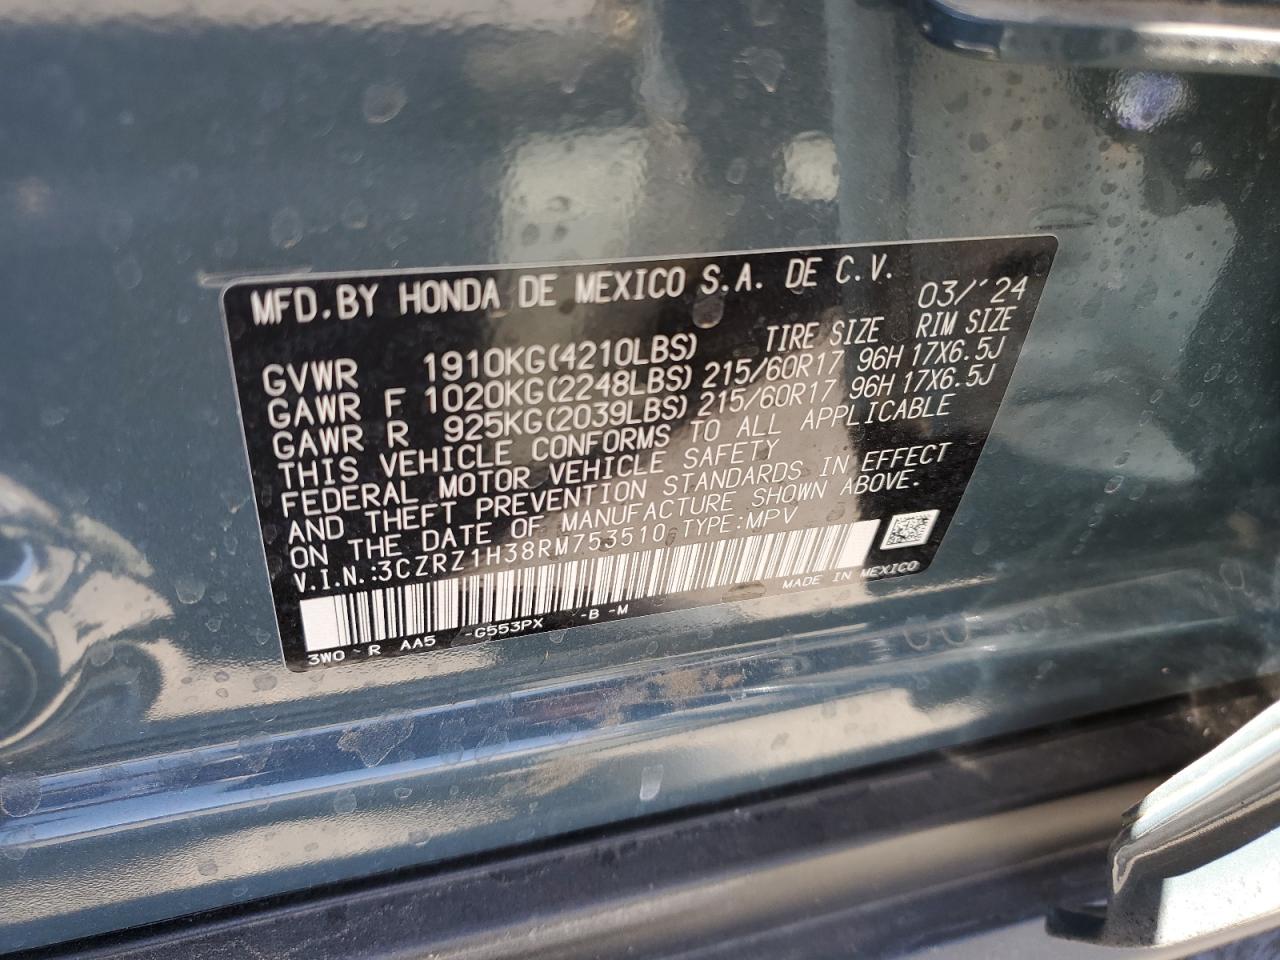 MFD.BY HONDA DE MEXICO S.A. DE C.V.
03/'24
TIRE SIZE RIM SIZE
GVWR 1910KG(4210LBS)
GAWR F 1020KG(2248LBS) 215/60R17 96H 17X6.5J
GAWR R 925KG(2039LBS) 215/60R17 96H 17X6.5J
THIS VEHICLE CONFORMS TO ALL APPLICABLE
FEDERAL MOTOR VEHICLE SAFETY
AND THEFT PREVENTION STANDARDS IN EFFECT
ON THE DATE OF MANUFACTURE SHOWN ABOVE.
V.I.N.:3CZRZ1H38RM753510 TYPE:MPV
MADE IN MEXICO
3WO R AA5 -G553PX -B -M